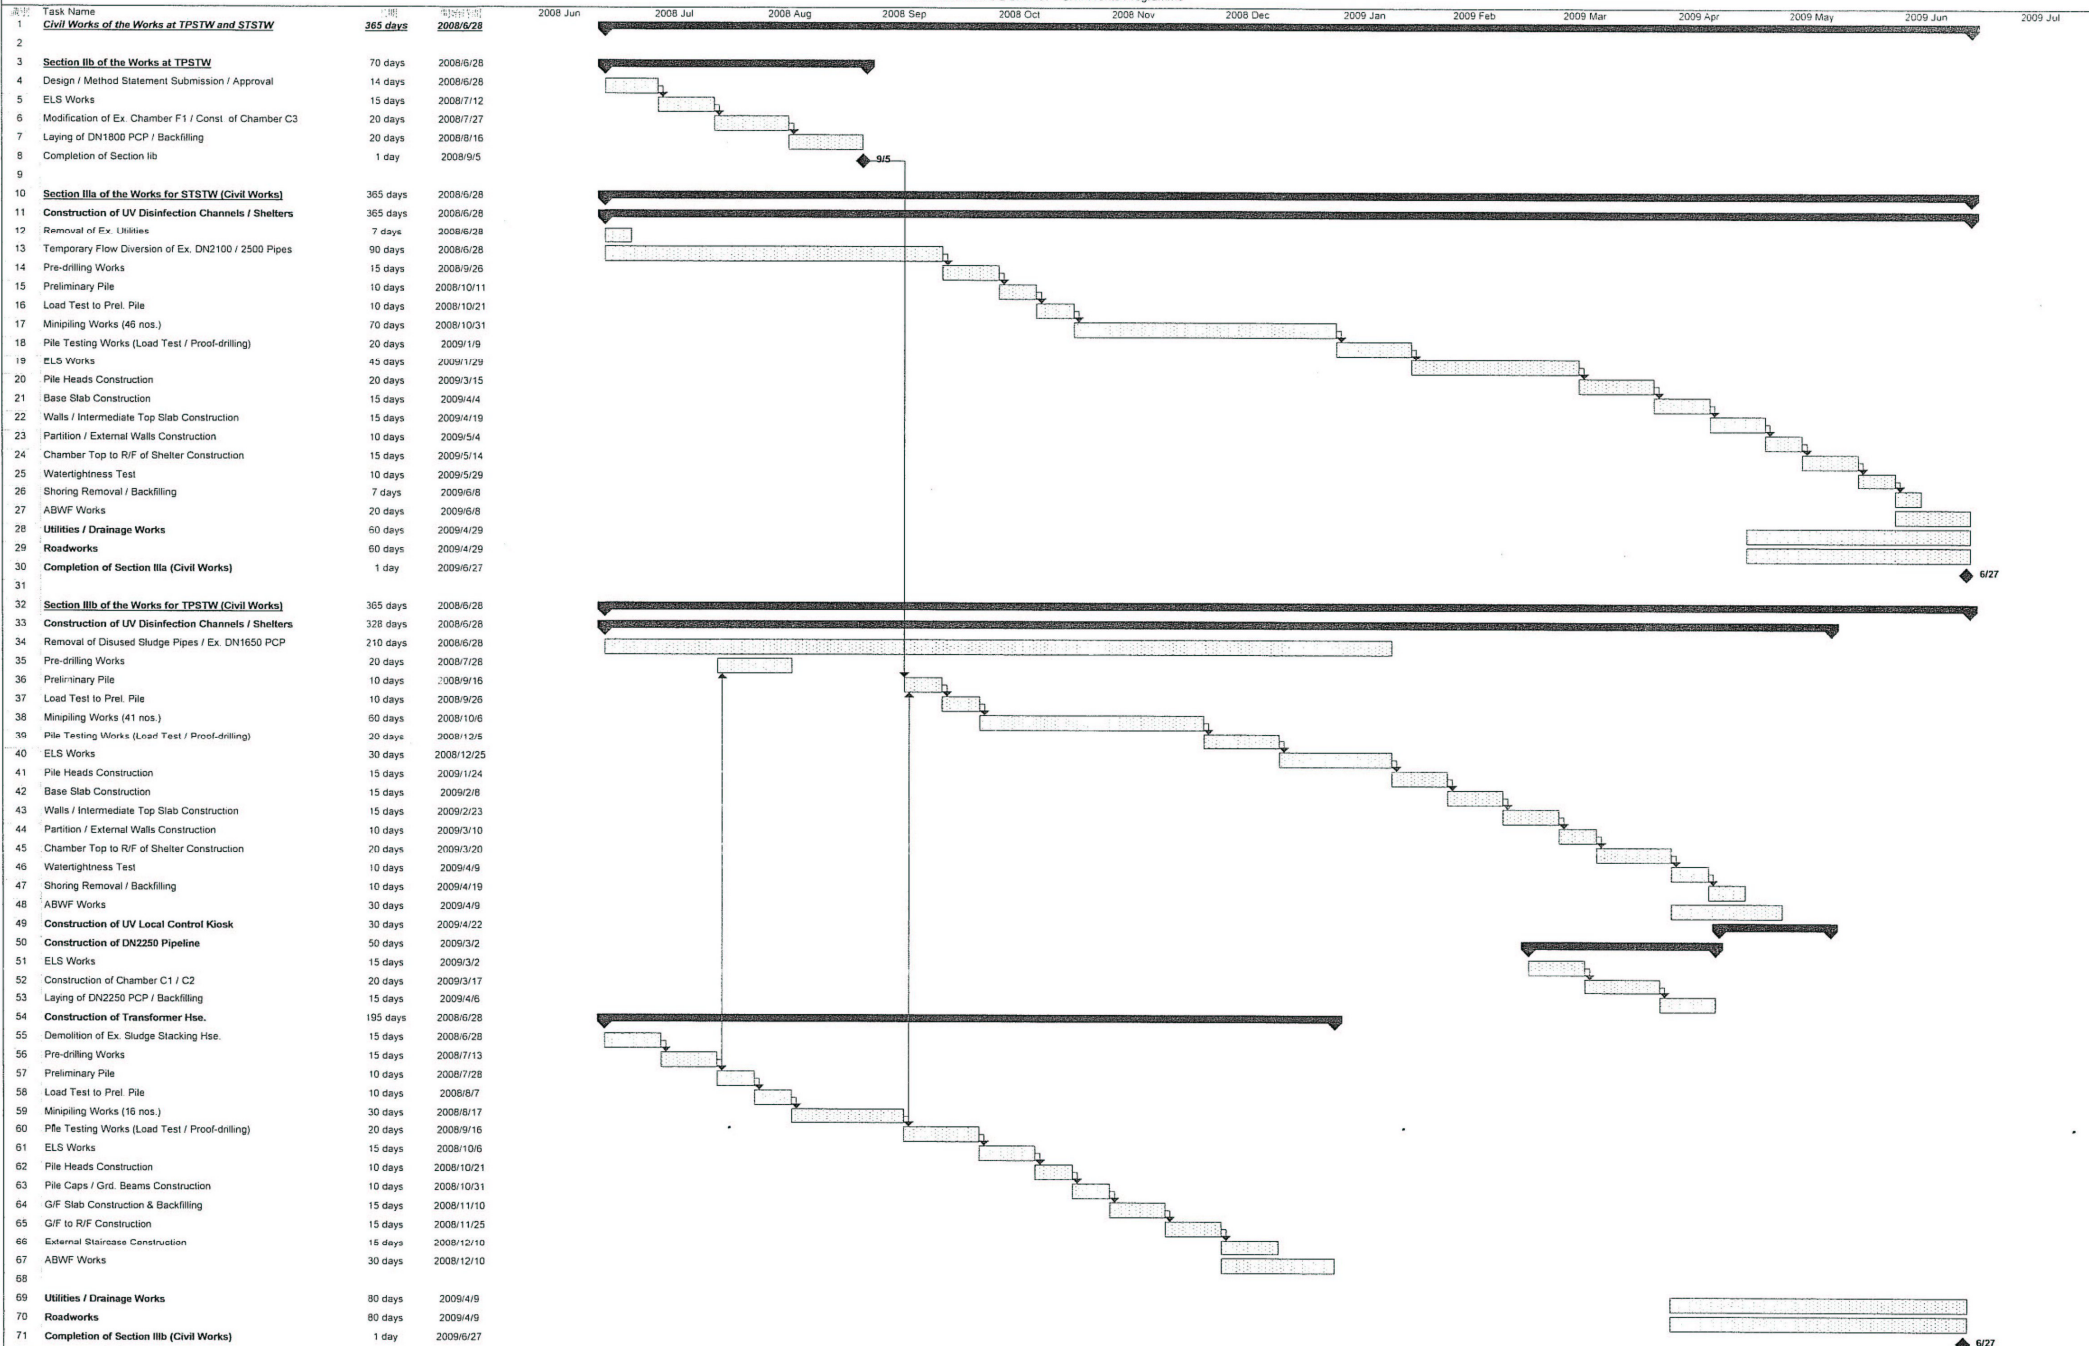 Task Name
2008 Jun 2008 Jul 2008 Aug 2008 Sep 2008 Oct 2008 Nov 2008 Dec 2009 Jan 2009 Feb 2009 Mar 2009 Apr 2009 May 2009 Jun 2009 Jul
1 Civil Works of the Works at TPSTW and STSTW 365 days 2008/6/28
2
3 Section IIb of the Works at TPSTW 70 days 2008/6/28
4 Design / Method Statement Submission / Approval 14 days 2008/6/28
5 ELS Works 15 days 2008/7/12
6 Modification of Ex. Chamber F1 / Const. of Chamber C3 20 days 2008/7/27
7 Laying of DN1800 PCP / Backfilling 20 days 2008/8/16
8 Completion of Section IIb 1 day 2008/9/5 9/5
9
10 Section IIIa of the Works for STSTW (Civil Works) 365 days 2008/6/28
11 Construction of UV Disinfection Channels / Shelters 365 days 2008/6/28
12 Removal of Ex. Utilities 7 days 2008/6/28
13 Temporary Flow Diversion of Ex. DN2100 / 2500 Pipes 90 days 2008/6/28
14 Pre-drilling Works 15 days 2008/9/26
15 Preliminary Pile 10 days 2008/10/11
16 Load Test to Prel. Pile 10 days 2008/10/21
17 Minipiling Works (46 nos.) 70 days 2008/10/31
18 Pile Testing Works (Load Test / Proof-drilling) 20 days 2009/1/9
19 ELS Works 45 days 2009/1/29
20 Pile Heads Construction 20 days 2009/3/15
21 Base Slab Construction 15 days 2009/4/4
22 Walls / Intermediate Top Slab Construction 15 days 2009/4/19
23 Partition / External Walls Construction 10 days 2009/5/4
24 Chamber Top to R/F of Shelter Construction 15 days 2009/5/14
25 Watertightness Test 10 days 2009/5/29
26 Shoring Removal / Backfilling 7 days 2009/6/8
27 ABWF Works 20 days 2009/6/8
28 Utilities / Drainage Works 60 days 2009/4/29
29 Roadworks 60 days 2009/4/29
30 Completion of Section IIIa (Civil Works) 1 day 2009/6/27 6/27
31
32 Section IIIb of the Works for TPSTW (Civil Works) 365 days 2008/6/28
33 Construction of UV Disinfection Channels / Shelters 328 days 2008/6/28
34 Removal of Disused Sludge Pipes / Ex. DN1650 PCP 210 days 2008/6/28
35 Pre-drilling Works 20 days 2008/7/28
36 Preliminary Pile 10 days 2008/9/16
37 Load Test to Prel. Pile 10 days 2008/9/26
38 Minipiling Works (41 nos.) 60 days 2008/10/6
39 Pile Testing Works (Load Test / Proof-drilling) 20 days 2008/12/5
40 ELS Works 30 days 2008/12/25
41 Pile Heads Construction 15 days 2009/1/24
42 Base Slab Construction 15 days 2009/2/8
43 Walls / Intermediate Top Slab Construction 15 days 2009/2/23
44 Partition / External Walls Construction 10 days 2009/3/10
45 Chamber Top to R/F of Shelter Construction 20 days 2009/3/20
46 Watertightness Test 10 days 2009/4/9
47 Shoring Removal / Backfilling 10 days 2009/4/19
48 ABWF Works 30 days 2009/4/9
49 Construction of UV Local Control Kiosk 30 days 2009/4/22
50 Construction of DN2250 Pipeline 50 days 2009/3/2
51 ELS Works 15 days 2009/3/2
52 Construction of Chamber C1 / C2 20 days 2009/3/17
53 Laying of DN2250 PCP / Backfilling 15 days 2009/4/6
54 Construction of Transformer Hse. 195 days 2008/6/28
55 Demolition of Ex. Sludge Stacking Hse. 15 days 2008/6/28
56 Pre-drilling Works 15 days 2008/7/13
57 Preliminary Pile 10 days 2008/7/28
58 Load Test to Prel. Pile 10 days 2008/8/7
59 Minipiling Works (16 nos.) 30 days 2008/8/17
60 Pile Testing Works (Load Test / Proof-drilling) 20 days 2008/9/16
61 ELS Works 15 days 2008/10/6
62 Pile Heads Construction 10 days 2008/10/21
63 Pile Caps / Grd. Beams Construction 10 days 2008/10/31
64 G/F Slab Construction & Backfilling 15 days 2008/11/10
65 G/F to R/F Construction 15 days 2008/11/25
66 External Staircase Construction 15 days 2008/12/10
67 ABWF Works 30 days 2008/12/10
68
69 Utilities / Drainage Works 80 days 2009/4/9
70 Roadworks 80 days 2009/4/9
71 Completion of Section IIIb (Civil Works) 1 day 2009/6/27 6/27